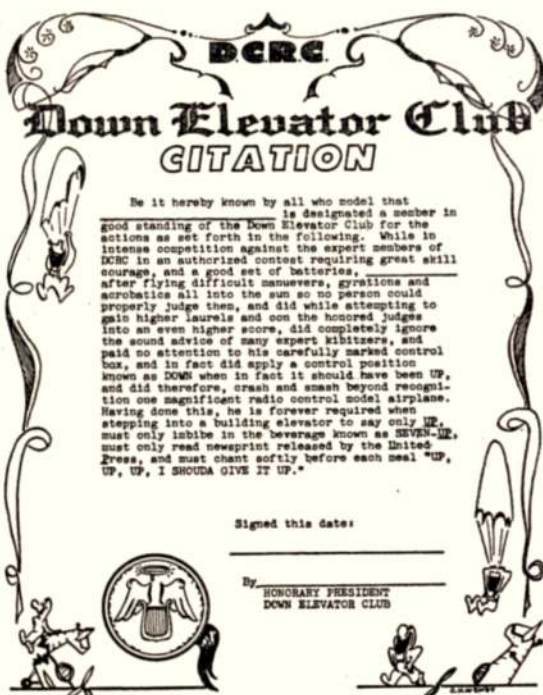 D.C.R.C.
Down Elevator Club
CITATION
Be it hereby known by all who model that
is designated a member in
good standing of the Down Elevator Club for the
actions as set forth in the following. While in
intense competition against the expert members of
DCRC in an authorized contest requiring great skill
courage, and a good set of batteries,
after flying difficult manuevers, gyrations and
acrobatics all into the sun so no person could
properly judge them, and did while attempting to
gain higher laurels and con the honored judges
into an even higher score, did completely ignore
the sound advice of many expert kibitzers, and
paid no attention to his carefully marked control
box, and in fact did apply a control position
known as DOWN when in fact it should have been UP,
and did therefore, crash and smash beyond recogni-
tion one magnificent radio control model airplane.
Having done this, he is forever required when
stepping into a building elevator to say only UP,
must only imbibe in the beverage known as SEVEN-UP,
must only read newsprint released by the United
Press, and must chant softly before each meal "UP,
UP, UP, I SHOUDA GIVE IT UP."
Signed this date:
By
HONORARY PRESIDENT
DOWN ELEVATOR CLUB